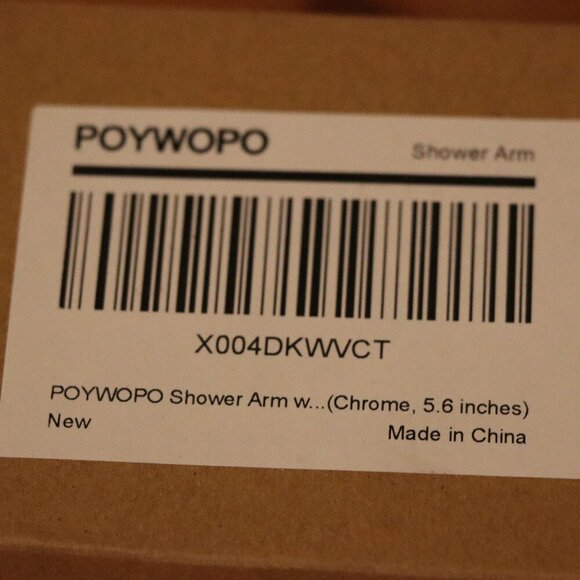 POYWOPO
Shower Arm
X004DKWVCT
POYWOPO Shower Arm w...(Chrome, 5.6 inches)
New
Made in China